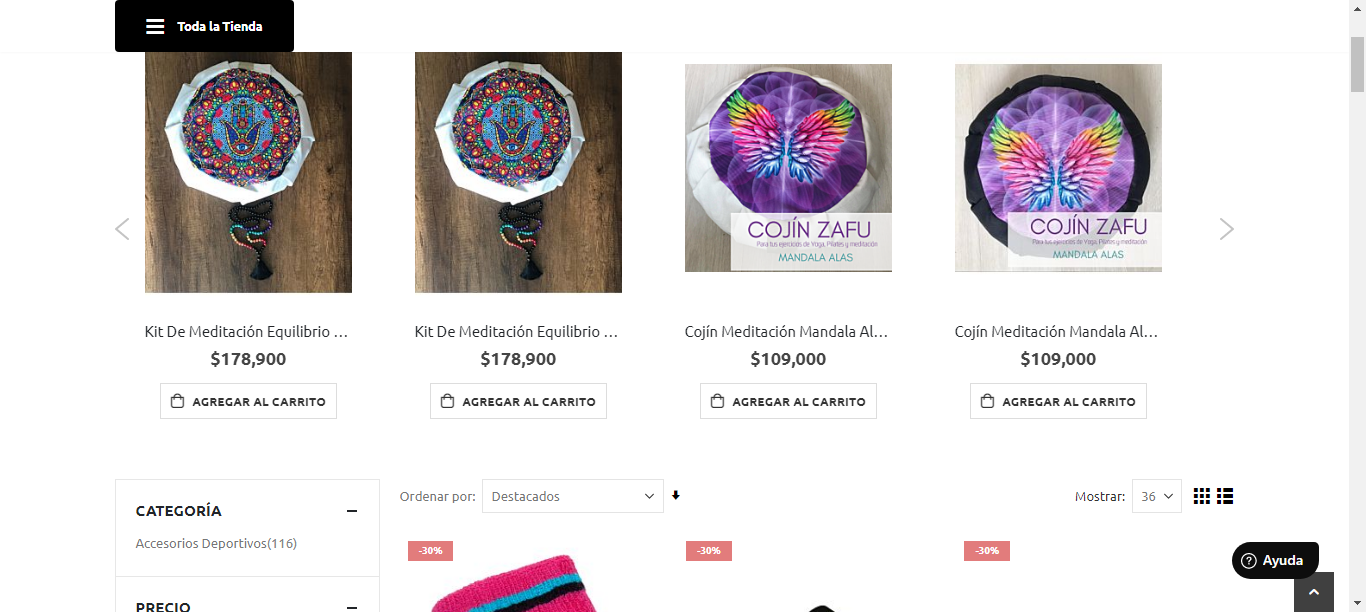 Toda la Tienda
COJÍN ZAFU
Para tus ejercicios de Yoga, Pilates y meditación
MANDALA ALAS
COJÍN ZAFU
Para tus ejercicios de Yoga, Pilates y meditación
MANDALA ALAS
Kit De Meditación Equilibrio ...
Kit De Meditación Equilibrio ...
Cojín Meditación Mandala Al...
Cojín Meditación Mandala Al...
$178,900
$178,900
$109,000
$109,000
AGREGAR AL CARRITO
AGREGAR AL CARRITO
AGREGAR AL CARRITO
AGREGAR AL CARRITO
CATEGORÍA
Accesorios Deportivos(116)
PRECIO
Ordenar por: Destacados
Mostrar: 36
-30%
-30%
-30%
Ayuda